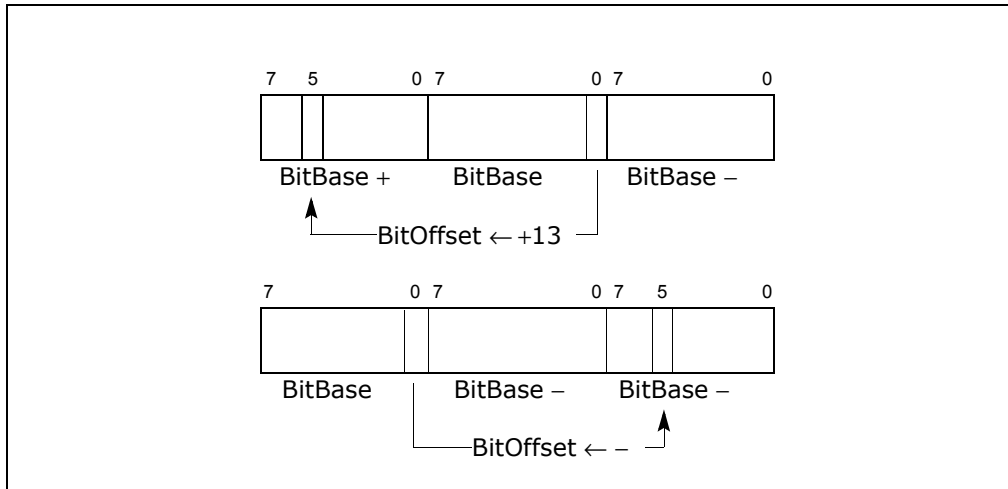 7 5 0 7 0 7 0
BitBase + BitBase BitBase −
BitOffset ← +13
7 0 7 0 7 5 0
BitBase BitBase − BitBase −
BitOffset ← −